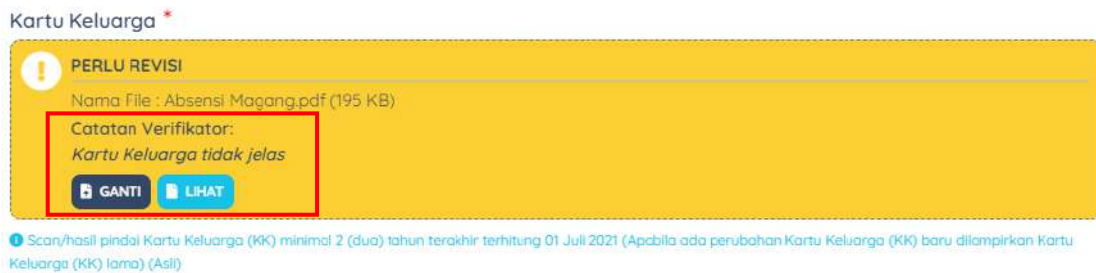 Kartu Keluarga *
PERLU REVISI
Nama File : Absensi Magang.pdf (195 KB)
Catatan Verifikator:
Kartu Keluarga tidak jelas
GANTI LIHAT
Scan/hasil pindai Kartu Keluarga (KK) minimal 2 (dua) tahun terakhir terhitung 01 Juli 2021 (Apabila ada perubahan Kartu Keluarga (KK) baru dilampirkan Kartu
Keluarga (KK) lama) (Asli)